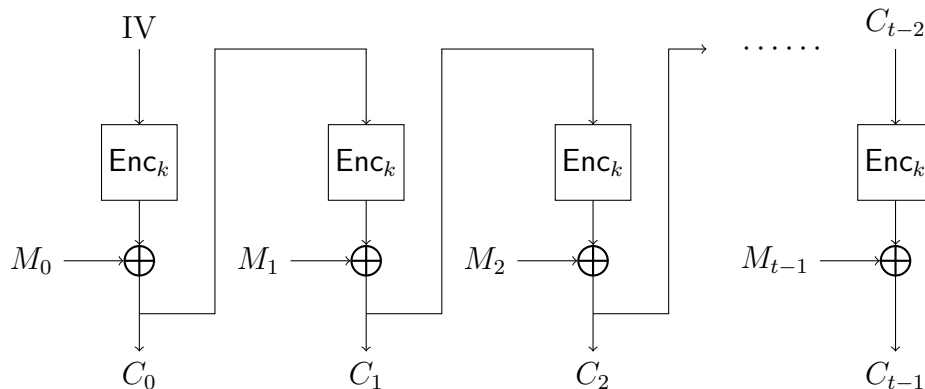 IV ...... C_{t−2}
Enc_k Enc_k Enc_k Enc_k
M_0 M_1 M_2 M_{t−1}
C_0 C_1 C_2 C_{t−1}